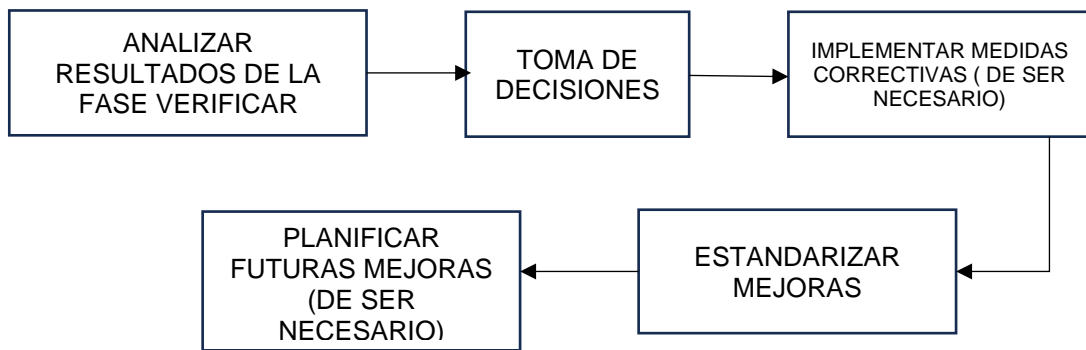 ANALIZAR
RESULTADOS DE LA
FASE VERIFICAR
TOMA DE
DECISIONES
IMPLEMENTAR MEDIDAS
CORRECTIVAS ( DE SER
NECESARIO)
ESTANDARIZAR
MEJORAS
PLANIFICAR
FUTURAS MEJORAS
(DE SER
NECESARIO)